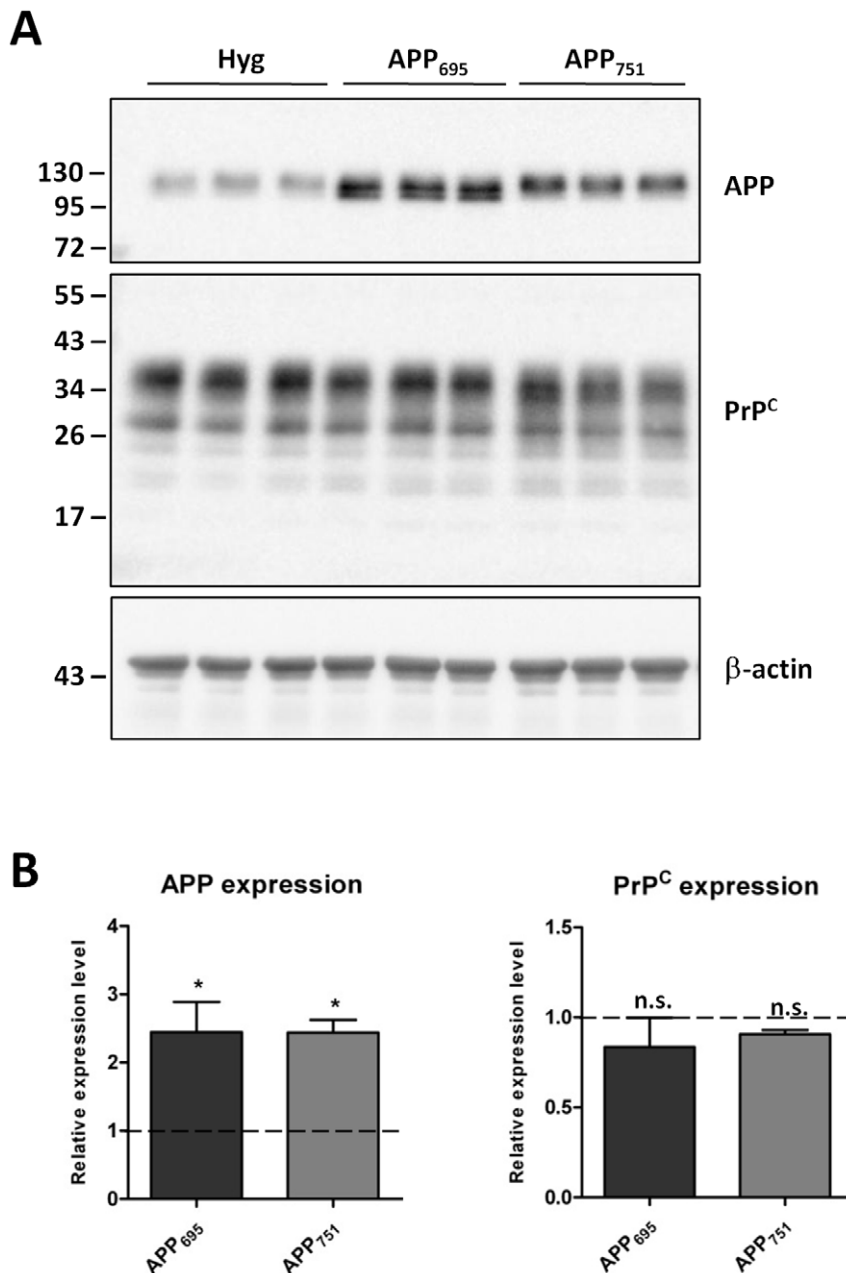 A
Hyg APP₆₉₅ APP₇₅₁
130
95
72
APP
55
43
34
26
17
PrPᶜ
43
β-actin
B
APP expression
Relative expression level
4
3
2
1
0
*
*
APP₆₉₅
APP₇₅₁
PrPᶜ expression
Relative expression level
1.5
1.0
0.5
0.0
n.s.
n.s.
APP₆₉₅
APP₇₅₁